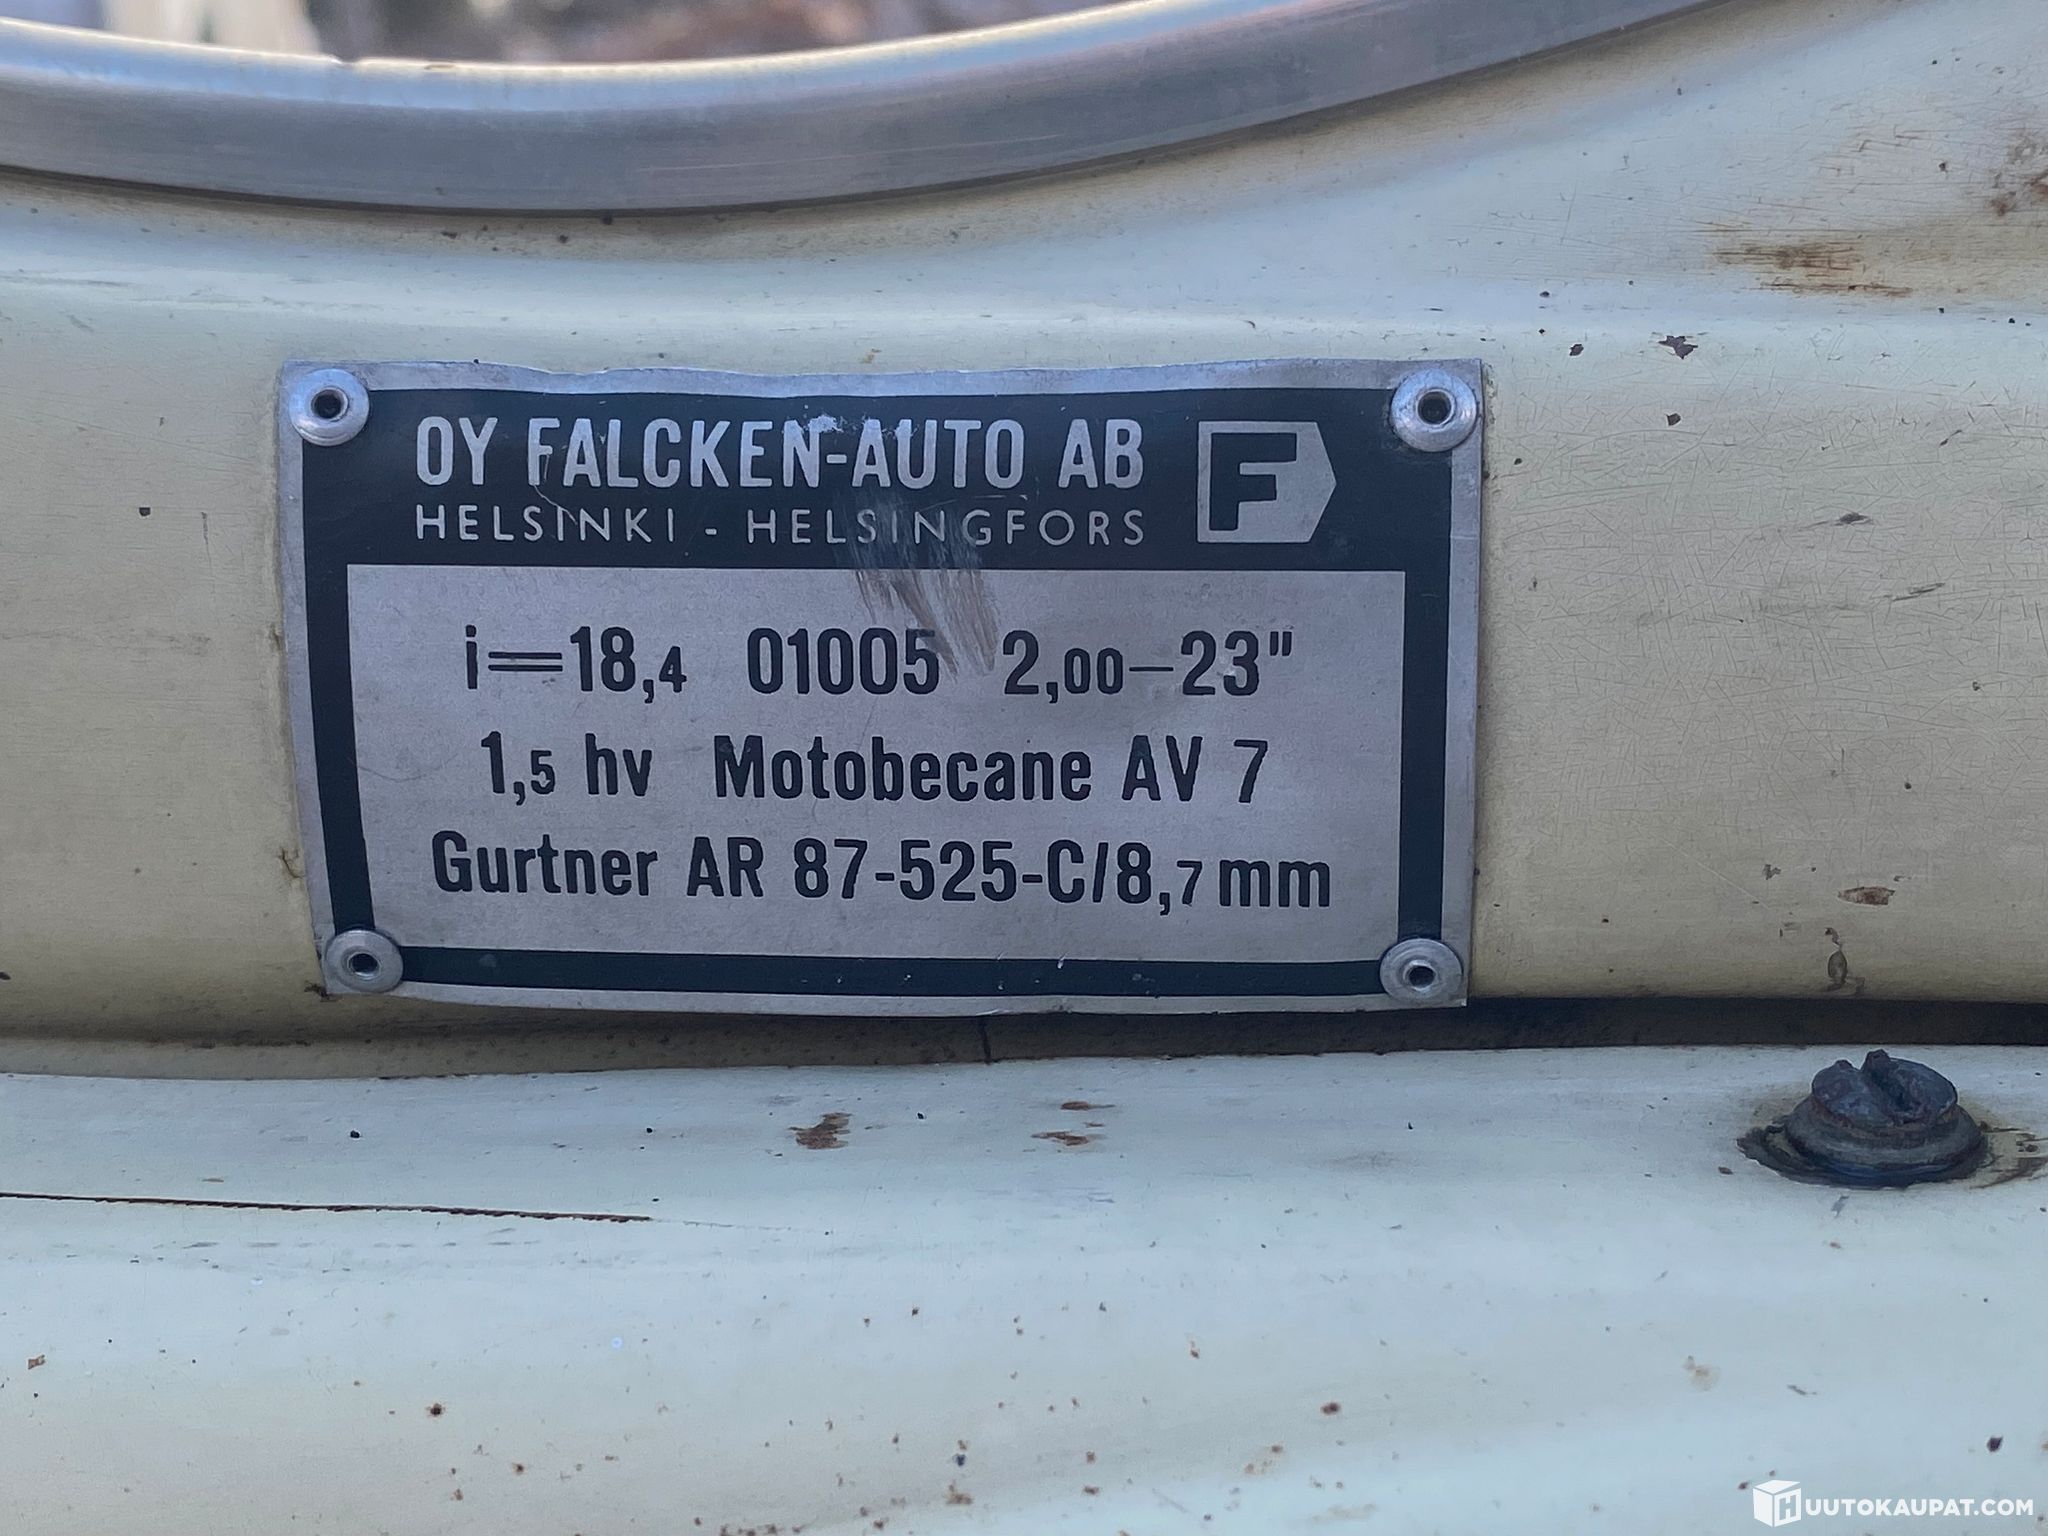 OY FALCKEN-AUTO AB
HELSINKI - HELSINGFORS
F
i=18,4 01005 2,00-23"
1,5 hv Motobecane AV 7
Gurtner AR 87-525-C/8,7 mm
HUUTOKAUPAT.COM